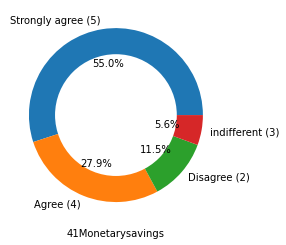 Strongly agree (5)
55.0%
5.6%
indifferent (3)
11.5%
27.9%
Disagree (2)
Agree (4)
41Monetarysavings